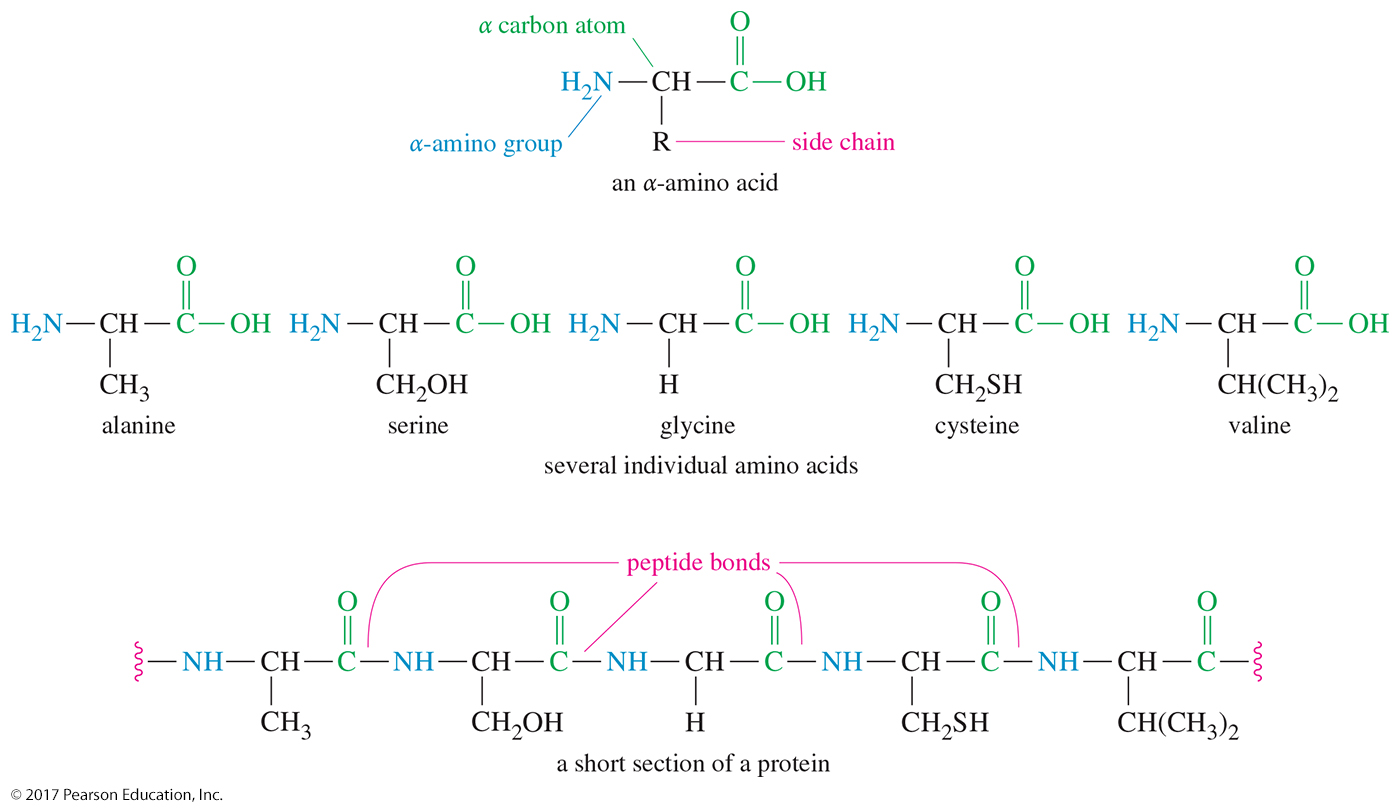 α carbon atom
O
H₂N—CH—C—OH
α-amino group
R
side chain
an α-amino acid
O O O O O
H₂N—CH—C—OH H₂N—CH—C—OH H₂N—CH—C—OH H₂N—CH—C—OH H₂N—CH—C—OH
CH₃ CH₂OH H CH₂SH CH(CH₃)₂
alanine serine glycine cysteine valine
several individual amino acids
peptide bonds
O O O O O
—NH—CH—C—NH—CH—C—NH—CH—C—NH—CH—C—NH—CH—C—
CH₃ CH₂OH H CH₂SH CH(CH₃)₂
a short section of a protein
© 2017 Pearson Education, Inc.